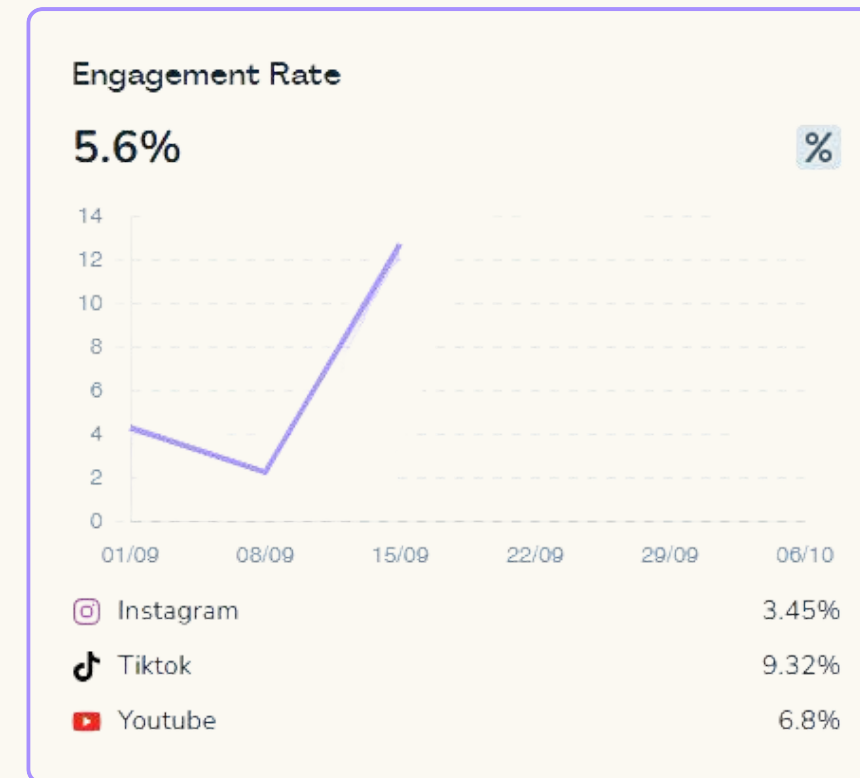 Engagement Rate
5.6%
%
14
12
10
8
6
4
2
0
01/09 08/09 15/09 22/09 29/09 06/10
Instagram 3.45%
Tiktok 9.32%
Youtube 6.8%